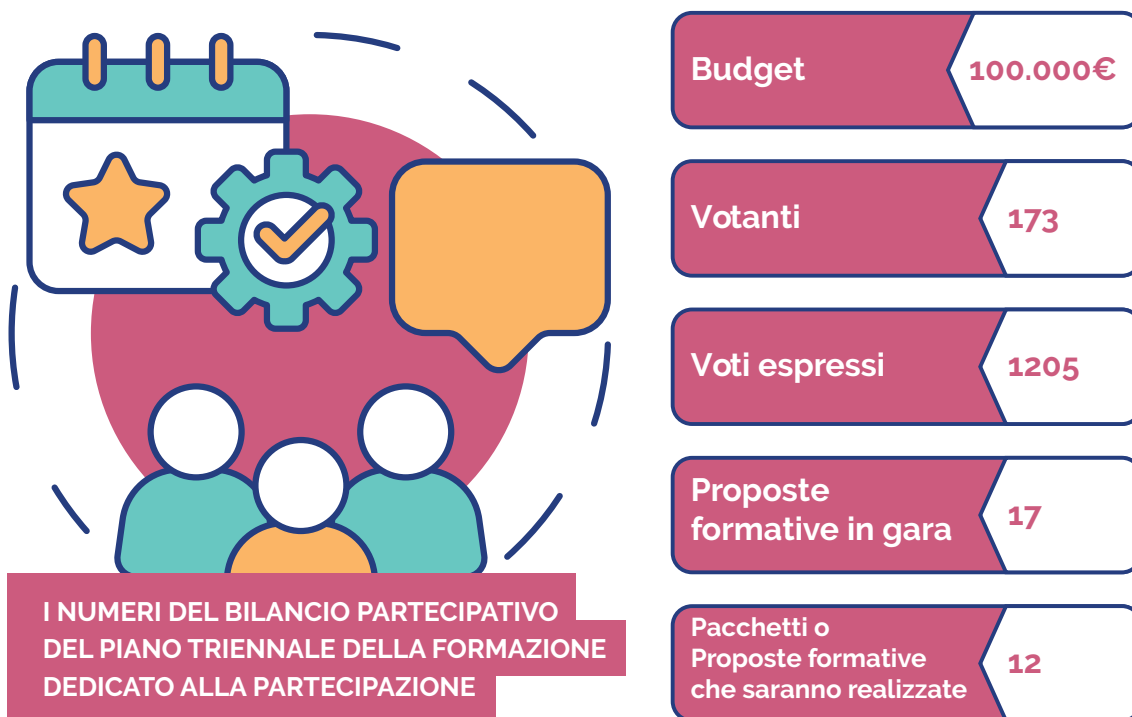 Budget
100.000€
Votanti
173
Voti espressi
1205
Proposte
formative in gara
17
Pacchetti o
Proposte formative
che saranno realizzate
12
I NUMERI DEL BILANCIO PARTECIPATIVO
DEL PIANO TRIENNALE DELLA FORMAZIONE
DEDICATO ALLA PARTECIPAZIONE